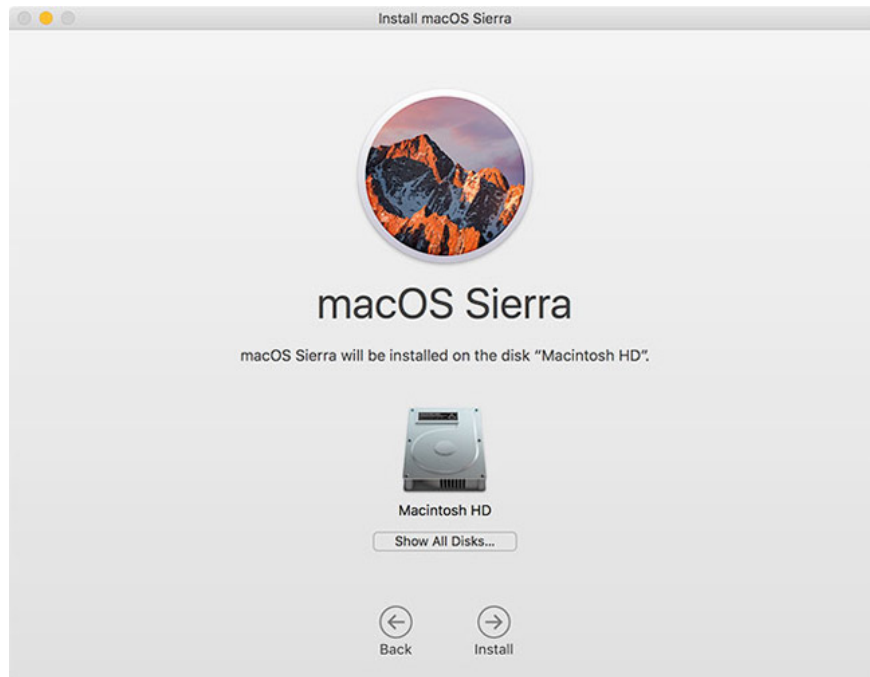 Install macOS Sierra
macOS Sierra
macOS Sierra will be installed on the disk “Macintosh HD”.
Macintosh HD
Show All Disks...
Back
Install